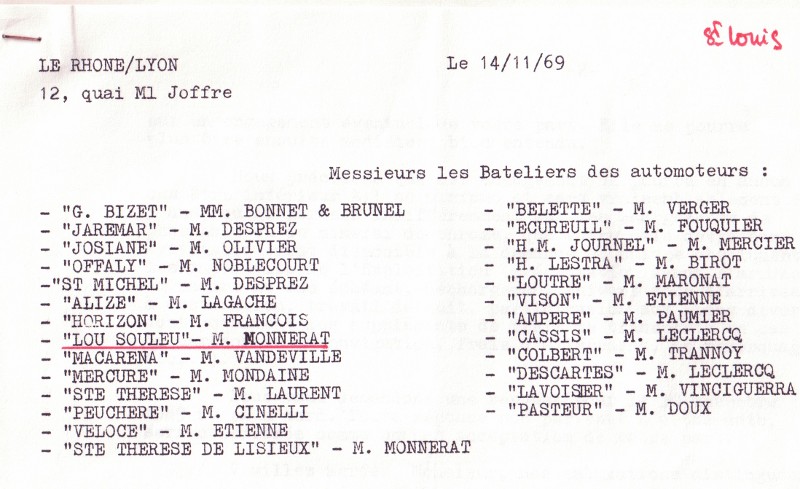 St Louis
LE RHONE/LYON
Le 14/11/69
12, quai Ml Joffre
Messieurs les Bateliers des automoteurs :
- "G. BIZET" - MM. BONNET & BRUNEL
- "JAREMAR" - M. DESPREZ
- "JOSIANE" - M. OLIVIER
- "OFFALY" - M. NOBLECOURT
-"ST MICHEL" - M. DESPREZ
- "ALIZE" - M. LAGACHE
- "HORIZON" - M. FRANCOIS
- "LOU SOULEU"- M. MONNERAT
- "MACARENA" - M. VANDEVILLE
- "MERCURE" - M. MONDAINE
- "STE THERESE" - M. LAURENT
- "PEUCHERE" - M. CINELLI
- "VELOCE" - M. ETIENNE
- "STE THERESE DE LISIEUX" - M. MONNERAT
- "BELETTE" - M. VERGER
- "ECUREUIL" - M. FOUQUIER
- "H.M. JOURNEL" - M. MERCIER
- "H. LESTRA" - M. BIROT
- "LOUTRE" - M. MARONAT
- "VISON" - M. ETIENNE
- "AMPERE" - M. PAUMIER
- "CASSIS" - M. LECLERCQ
- "COLBERT" - M. TRANNOY
- "DESCARTES" - M. LECLERCQ
- "LAVOISIER" - M. VINCIGUERRA
- "PASTEUR" - M. DOUX